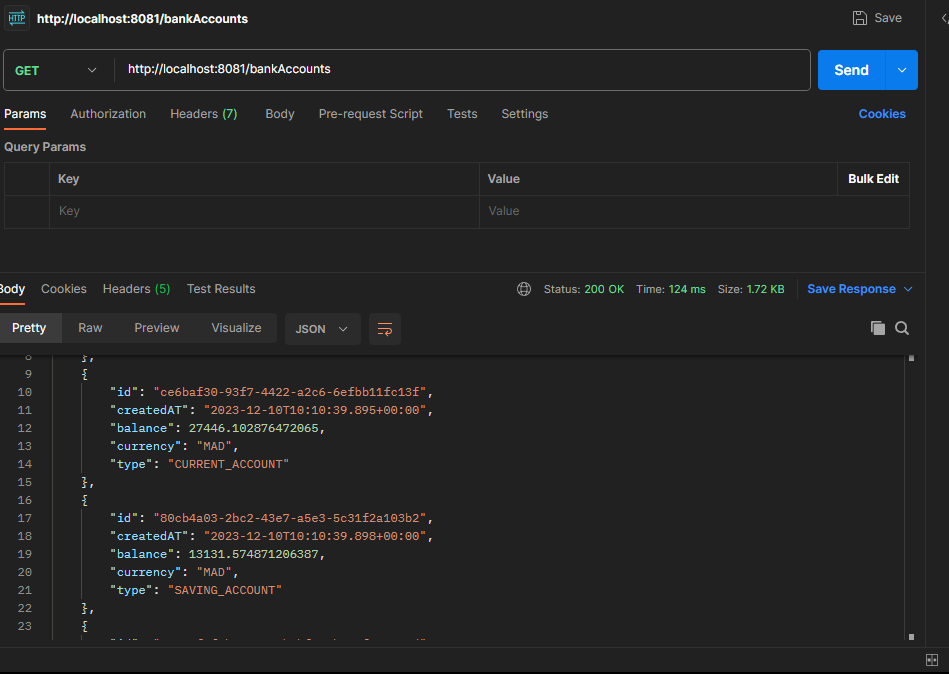 HTTP http://localhost:8081/bankAccounts Save
GET http://localhost:8081/bankAccounts Send
Params Authorization Headers (7) Body Pre-request Script Tests Settings Cookies
Query Params
Key Value Bulk Edit
Key Value
Body Cookies Headers (5) Test Results Status: 200 OK Time: 124 ms Size: 1.72 KB Save Response
Pretty Raw Preview Visualize JSON
8 },
9 {
10 "id": "ce6baf30-93f7-4422-a2c6-6efbb11fc13f",
11 "createdAT": "2023-12-10T10:10:39.895+00:00",
12 "balance": 27446.102876472065,
13 "currency": "MAD",
14 "type": "CURRENT_ACCOUNT"
15 },
16 {
17 "id": "80cb4a03-2bc2-43e7-a5e3-5c31f2a103b2",
18 "createdAT": "2023-12-10T10:10:39.898+00:00",
19 "balance": 13131.574871206387,
20 "currency": "MAD",
21 "type": "SAVING_ACCOUNT"
22 },
23 {